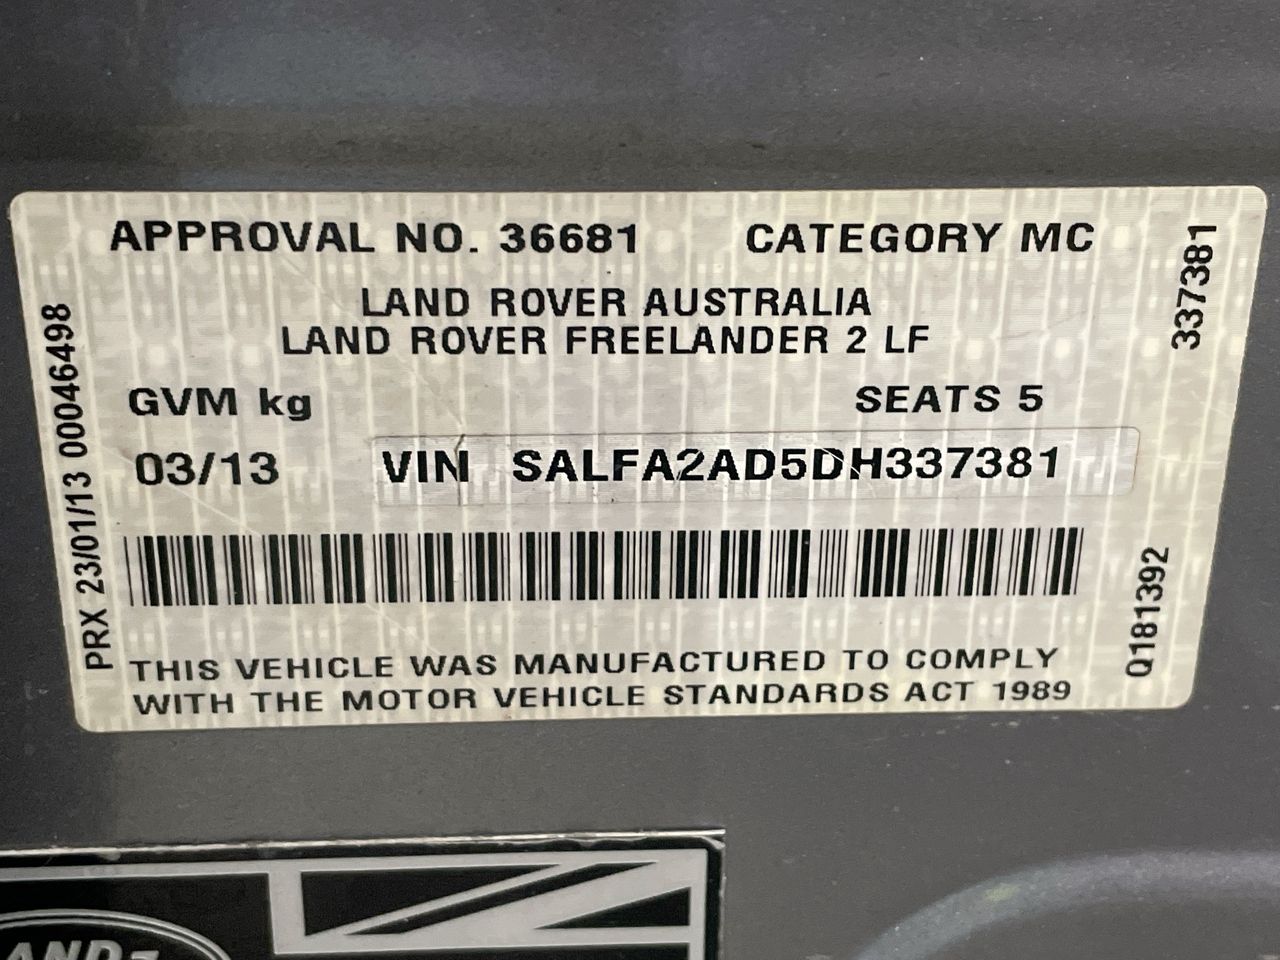 APPROVAL NO. 36681 CATEGORY MC
LAND ROVER AUSTRALIA
LAND ROVER FREELANDER 2 LF
GVM kg SEATS 5
03/13 VIN SALFA2AD5DH337381
THIS VEHICLE WAS MANUFACTURED TO COMPLY
WITH THE MOTOR VEHICLE STANDARDS ACT 1989
PRX 23/01/13 00046498
337381
Q181392